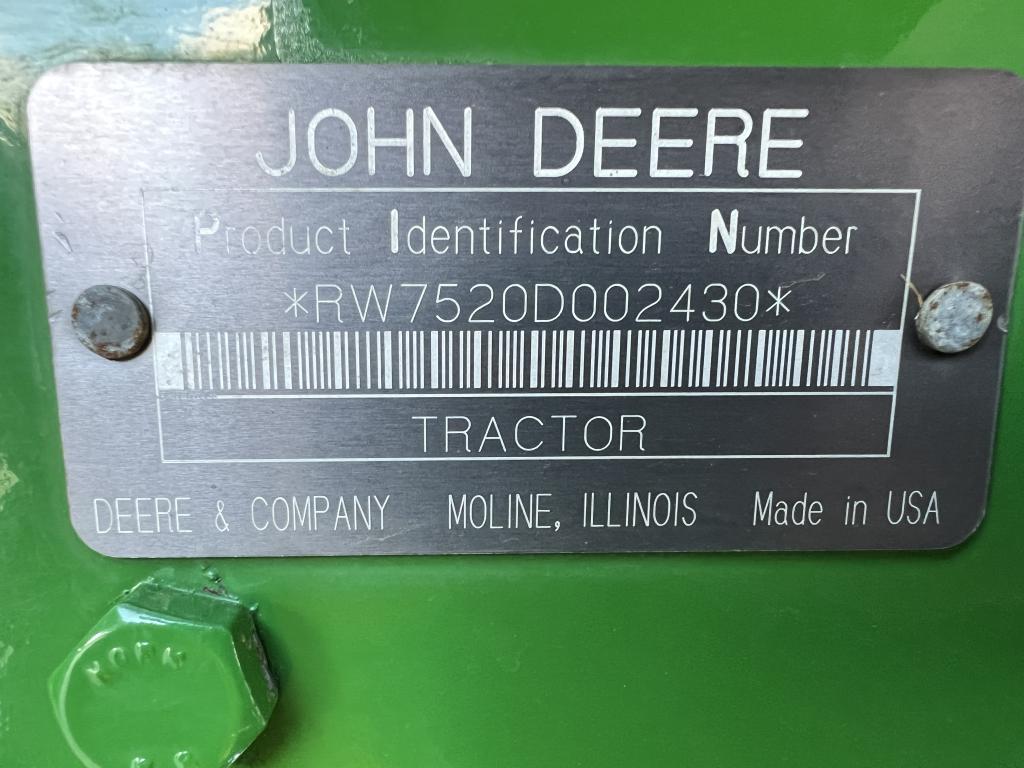 JOHN DEERE
Product Identification Number
*RW7520D002430*
TRACTOR
DEERE & COMPANY MOLINE, ILLINOIS Made in USA